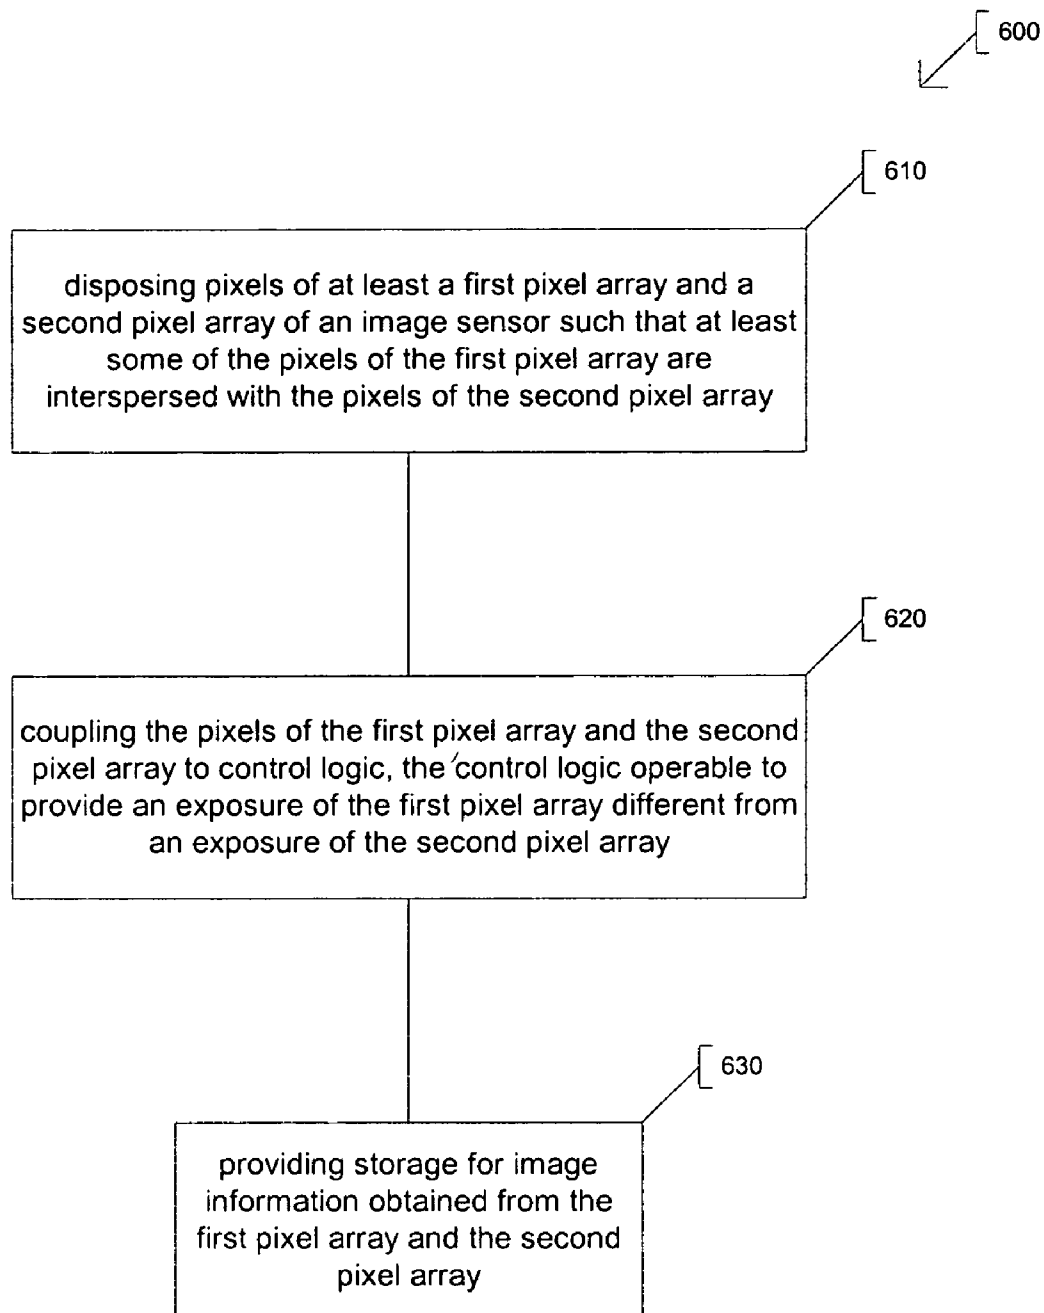 600
610
disposing pixels of at least a first pixel array and a
second pixel array of an image sensor such that at least
some of the pixels of the first pixel array are
interspersed with the pixels of the second pixel array
620
coupling the pixels of the first pixel array and the second
pixel array to control logic, the control logic operable to
provide an exposure of the first pixel array different from
an exposure of the second pixel array
630
providing storage for image
information obtained from the
first pixel array and the second
pixel array